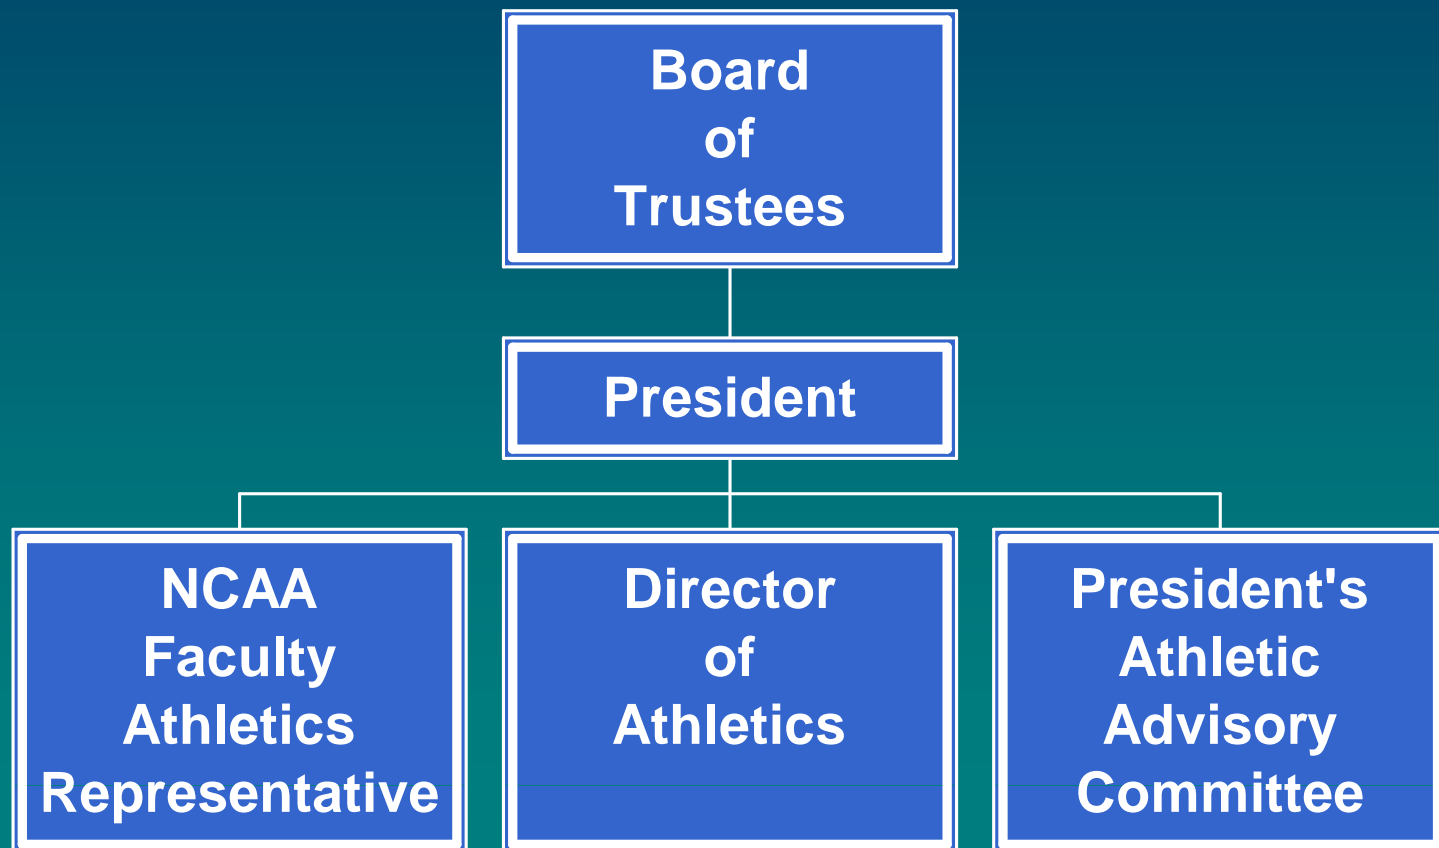 Board
of
Trustees
President
NCAA
Faculty
Athletics
Representative
Director
of
Athletics
President's
Athletic
Advisory
Committee